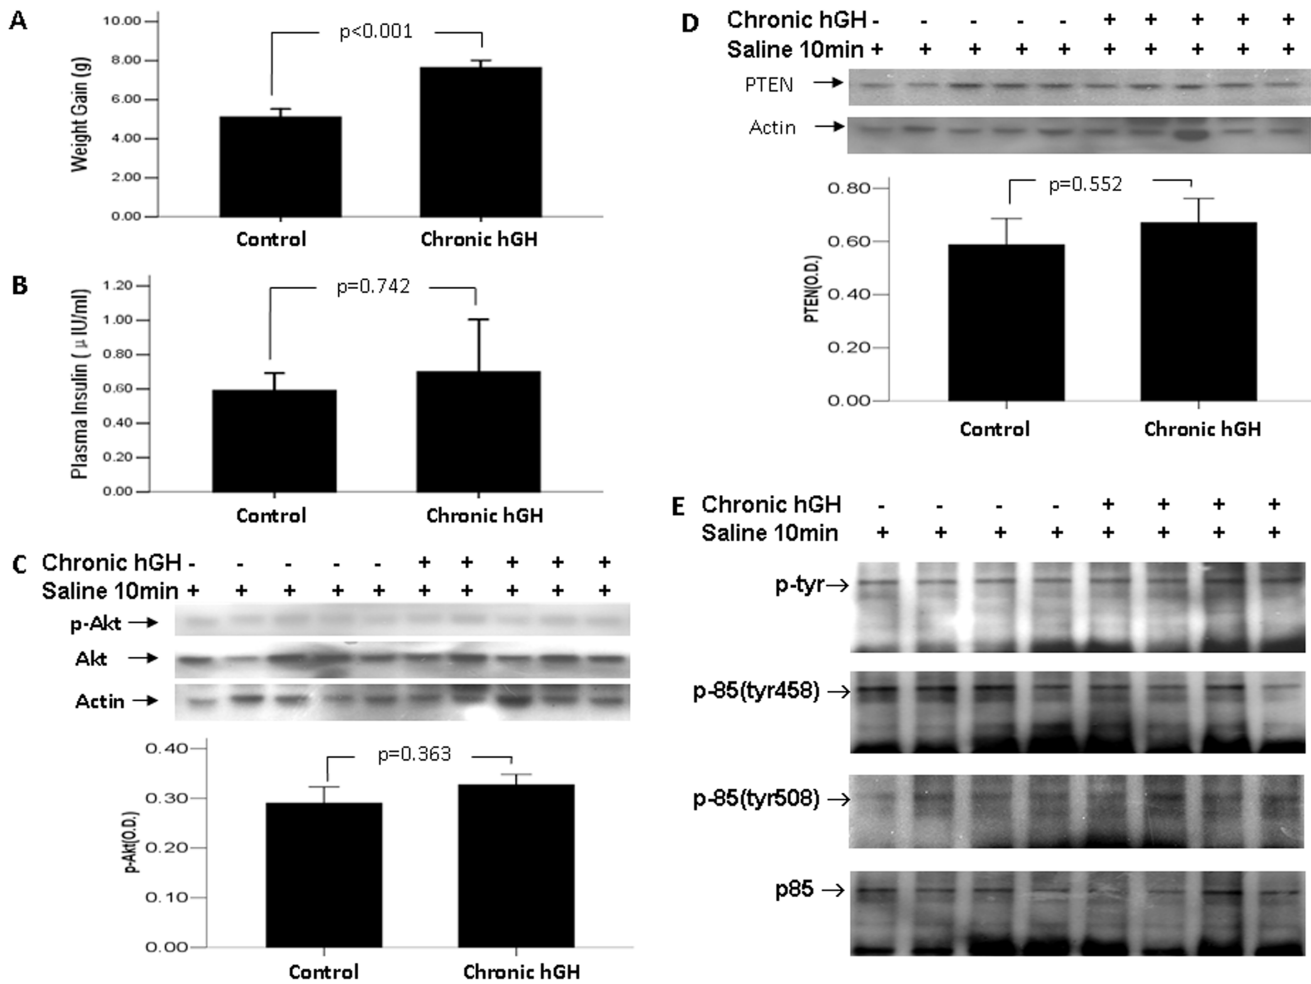 A
10.00
8.00
6.00
4.00
2.00
0.00
Weight Gain (g)
p<0.001
Control Chronic hGH
B
1.20
1.00
0.80
0.60
0.40
0.20
0.00
Plasma Insulin ( μ IU/ml)
p=0.742
Control Chronic hGH
C Chronic hGH - - - - - + + + + +
Saline 10min + + + + + + + + + +
p-Akt
Akt
Actin
0.40
0.30
0.20
0.10
0.00
p-Akt(O.D.)
p=0.363
Control Chronic hGH
D Chronic hGH - - - - - + + + + +
Saline 10min + + + + + + + + + +
PTEN
Actin
0.80
0.60
0.40
0.20
0.00
PTEN(O.D.)
p=0.552
Control Chronic hGH
E Chronic hGH - - - - + + + +
Saline 10min + + + + + + + +
p-tyr
p-85(tyr458)
p-85(tyr508)
p85